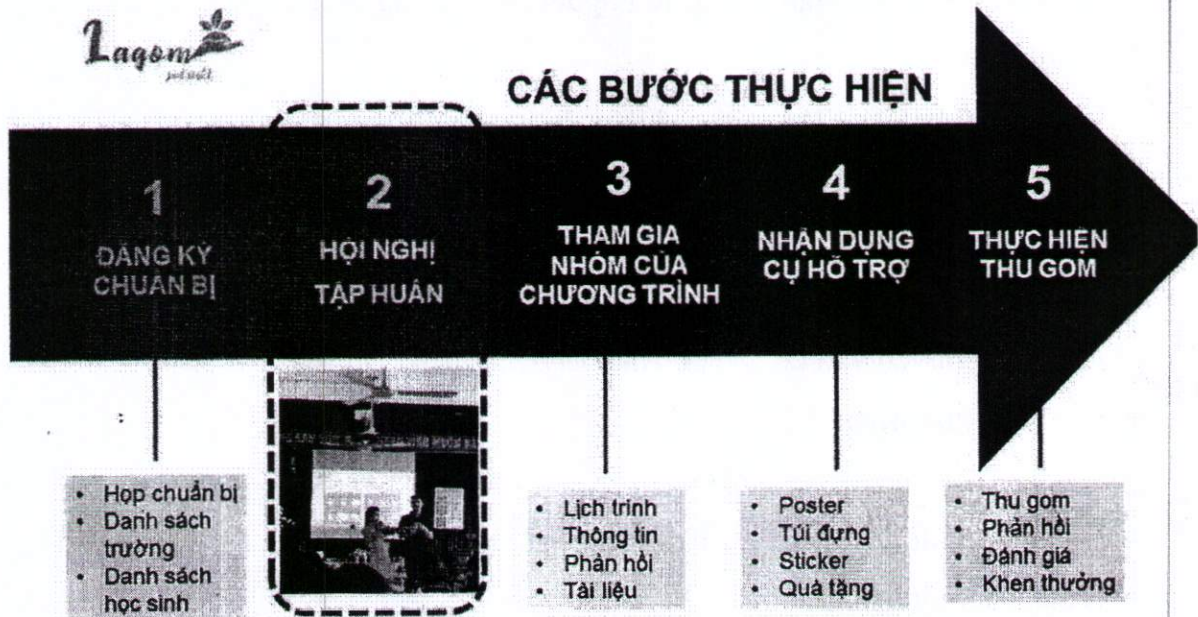 Lagom
CÁC BƯỚC THỰC HIỆN
1
ĐĂNG KÝ
CHUẨN BỊ
2
HỘI NGHỊ
TẬP HUẤN
3
THAM GIA
NHÓM CỦA
CHƯƠNG TRÌNH
4
NHẬN DỤNG
CỤ HỖ TRỢ
5
THỰC HIỆN
THU GOM
• Họp chuẩn bị
• Danh sách
trường
• Danh sách
học sinh
• Lịch trình
• Thông tin
• Phản hồi
• Tài liệu
• Poster
• Túi đựng
• Sticker
• Quà tặng
• Thu gom
• Phản hồi
• Đánh giá
• Khen thưởng